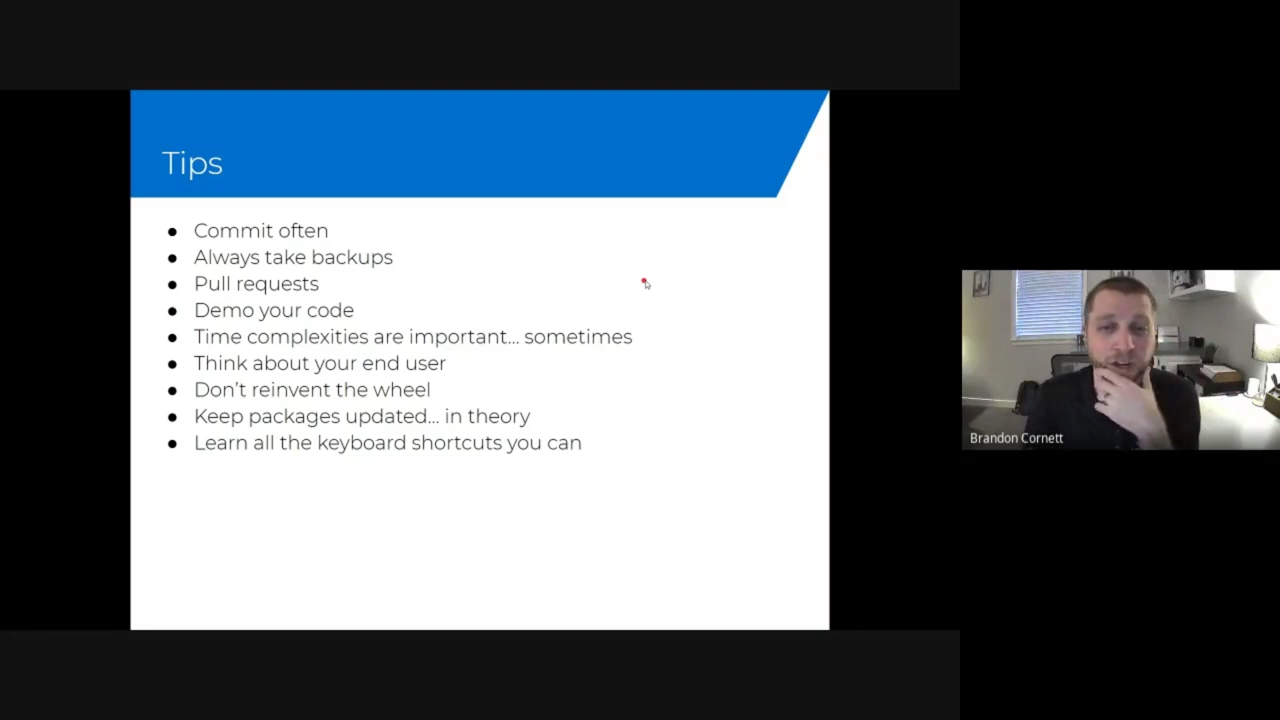 Tips
● Commit often
● Always take backups
● Pull requests
● Demo your code
● Time complexities are important... sometimes
● Think about your end user
● Don't reinvent the wheel
● Keep packages updated... in theory
● Learn all the keyboard shortcuts you can
Brandon Cornett